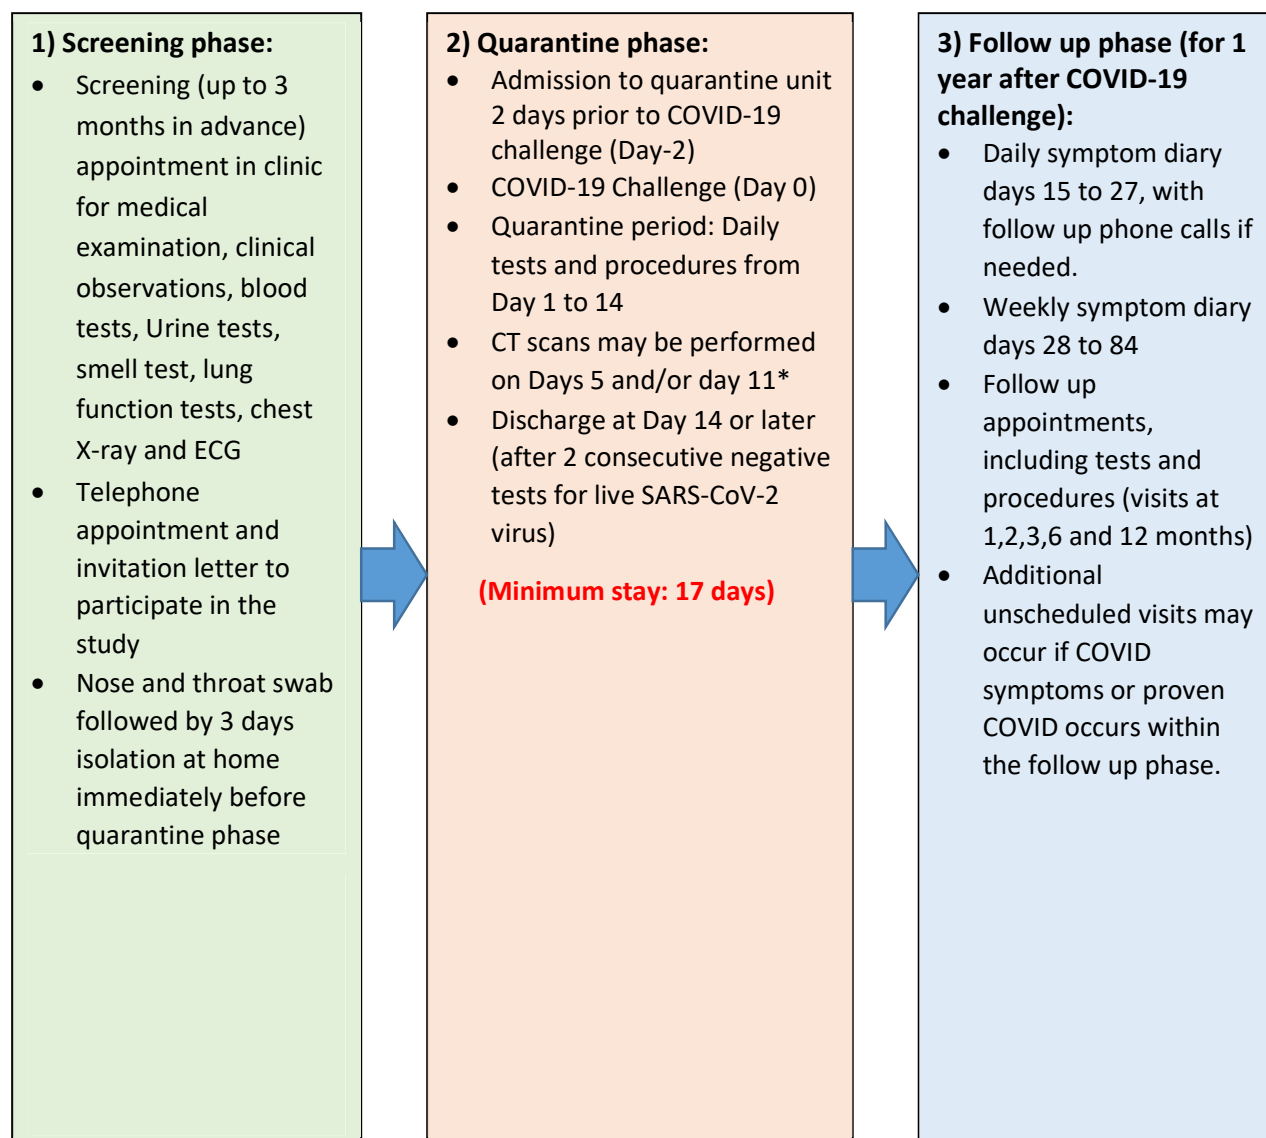 1) Screening phase:
• Screening (up to 3
months in advance)
appointment in clinic
for medical
examination, clinical
observations, blood
tests, Urine tests,
smell test, lung
function tests, chest
X-ray and ECG
• Telephone
appointment and
invitation letter to
participate in the
study
• Nose and throat swab
followed by 3 days
isolation at home
immediately before
quarantine phase
2) Quarantine phase:
• Admission to quarantine unit
2 days prior to COVID-19
challenge (Day-2)
• COVID-19 Challenge (Day 0)
• Quarantine period: Daily
tests and procedures from
Day 1 to 14
• CT scans may be performed
on Days 5 and/or day 11*
• Discharge at Day 14 or later
(after 2 consecutive negative
tests for live SARS-CoV-2
virus)
(Minimum stay: 17 days)
3) Follow up phase (for 1
year after COVID-19
challenge):
• Daily symptom diary
days 15 to 27, with
follow up phone calls if
needed.
• Weekly symptom diary
days 28 to 84
• Follow up
appointments,
including tests and
procedures (visits at
1,2,3,6 and 12 months)
• Additional
unscheduled visits may
occur if COVID
symptoms or proven
COVID occurs within
the follow up phase.